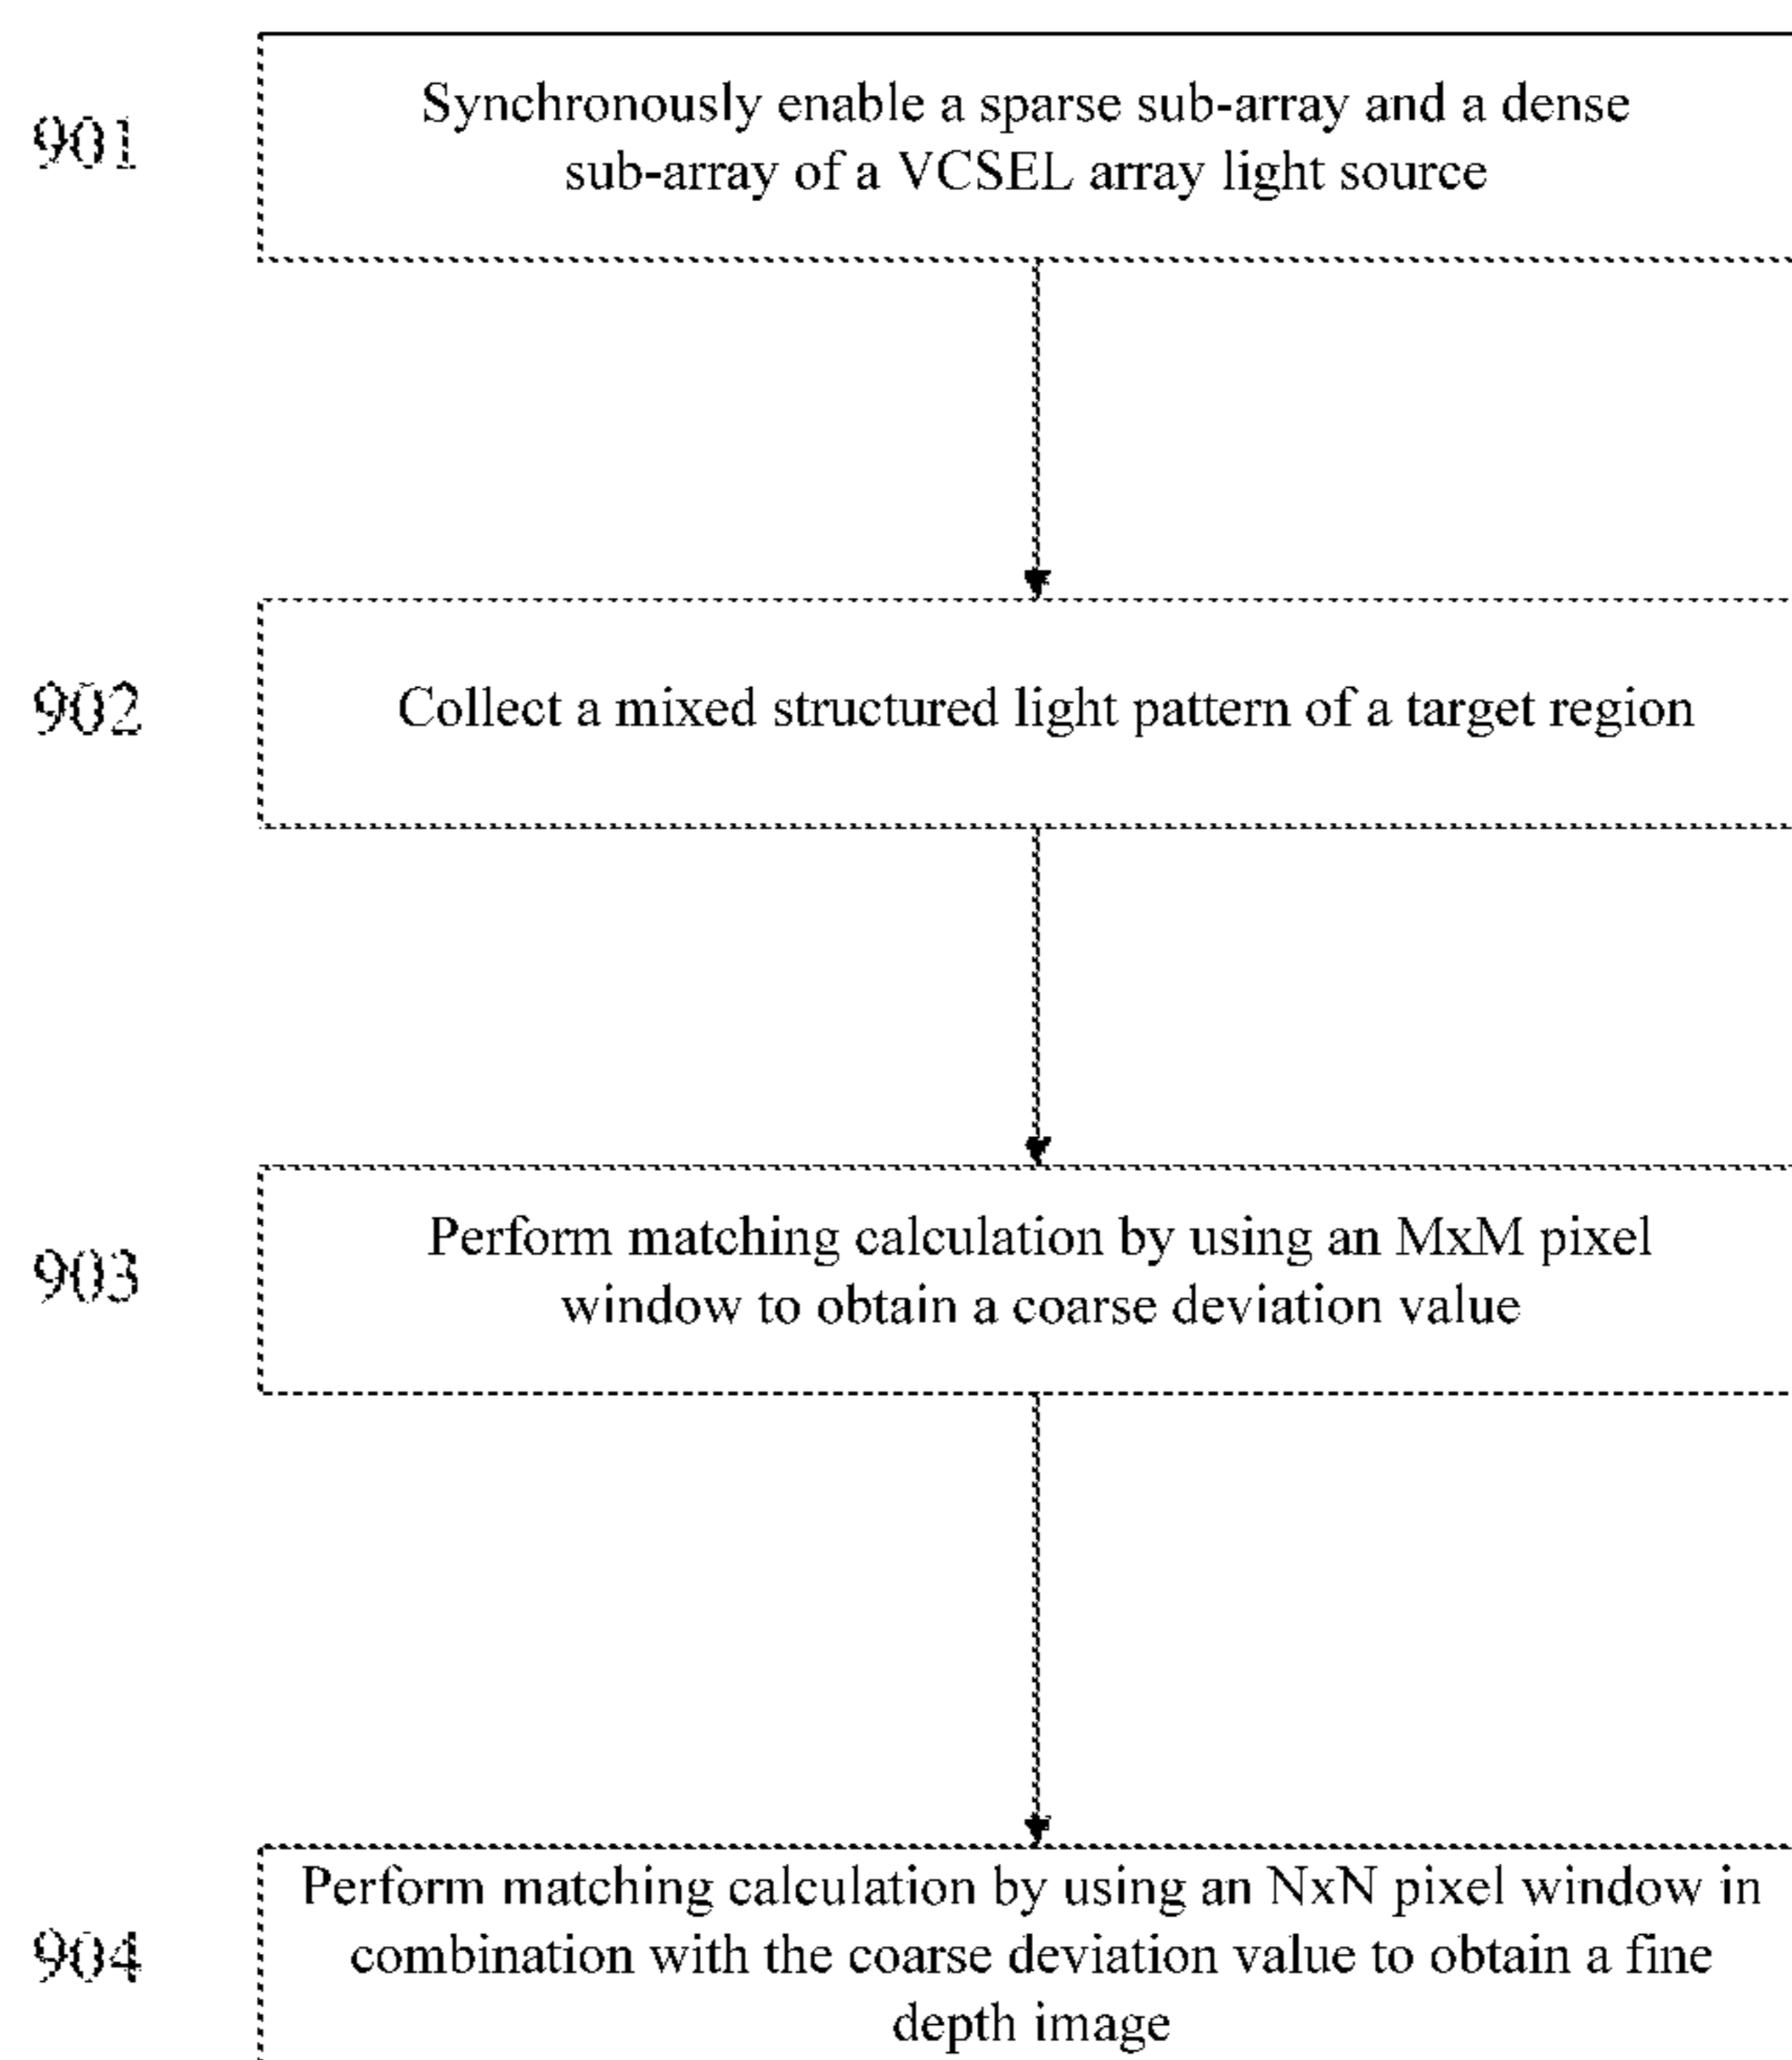 901
Synchronously enable a sparse sub-array and a dense
sub-array of a VCSEL array light source
902
Collect a mixed structured light pattern of a target region
903
Perform matching calculation by using an MxM pixel
window to obtain a coarse deviation value
904
Perform matching calculation by using an NxN pixel window in
combination with the coarse deviation value to obtain a fine
depth image